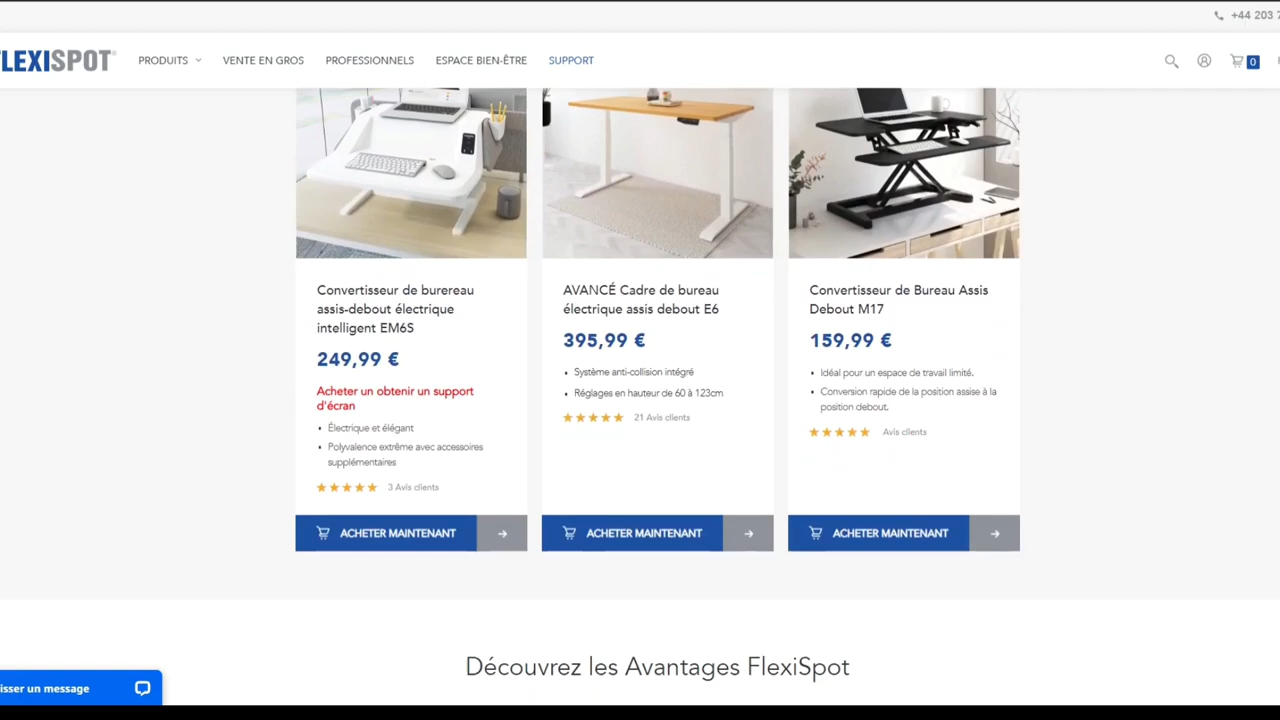 +44 203
LEXISPOT®
PRODUITS
VENTE EN GROS
PROFESSIONNELS
ESPACE BIEN-ÊTRE
SUPPORT
0
Convertisseur de burereau
assis-debout électrique
intelligent EM6S
249,99 €
Acheter un obtenir un support
d'écran
• Électrique et élégant
• Polyvalence extrême avec accessoires
supplémentaires
3 Avis clients
ACHETER MAINTENANT
AVANCÉ Cadre de bureau
électrique assis debout E6
395,99 €
• Système anti-collision intégré
• Réglages en hauteur de 60 à 123cm
21 Avis clients
ACHETER MAINTENANT
Convertisseur de Bureau Assis
Debout M17
159,99 €
• Idéal pour un espace de travail limité.
• Conversion rapide de la position assise à la
position debout.
Avis clients
ACHETER MAINTENANT
Découvrez les Avantages FlexiSpot
isser un message